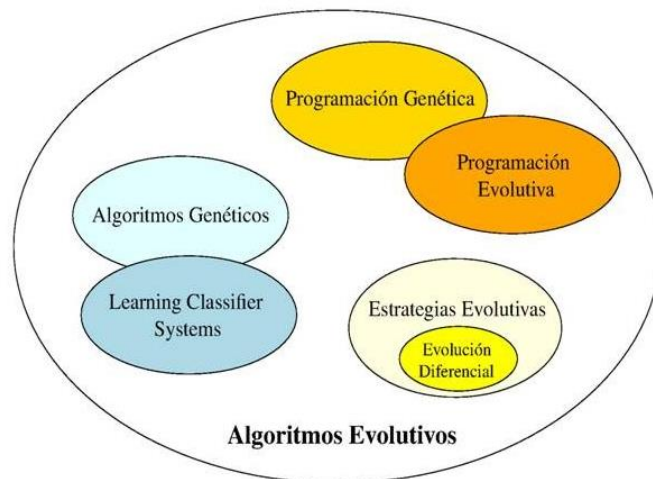 Programación Genética
Programación
Evolutiva
Algoritmos Genéticos
Learning Classifier
Systems
Estrategias Evolutivas
Evolución
Diferencial
Algoritmos Evolutivos